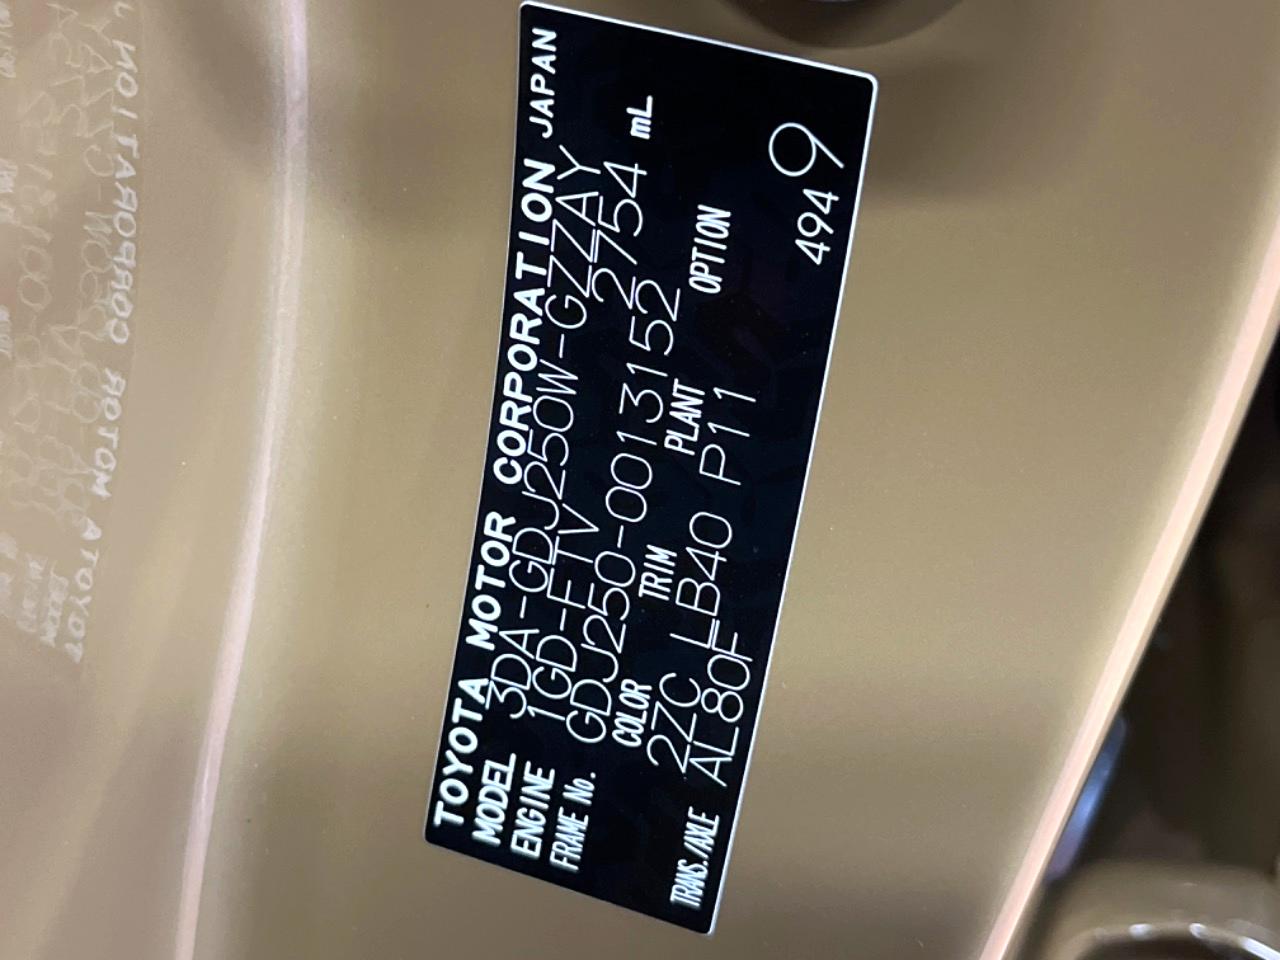 TOYOTA MOTOR CORPORATION JAPAN
MODEL 3DA-GDJ250W-GZZAY
ENGINE 1GD-FTV 2754 mL
FRAME No. GDJ250-0013152
COLOR TRIM PLANT OPTION
2ZC LB40 P11
TRANS./AXLE AL80F
494 9